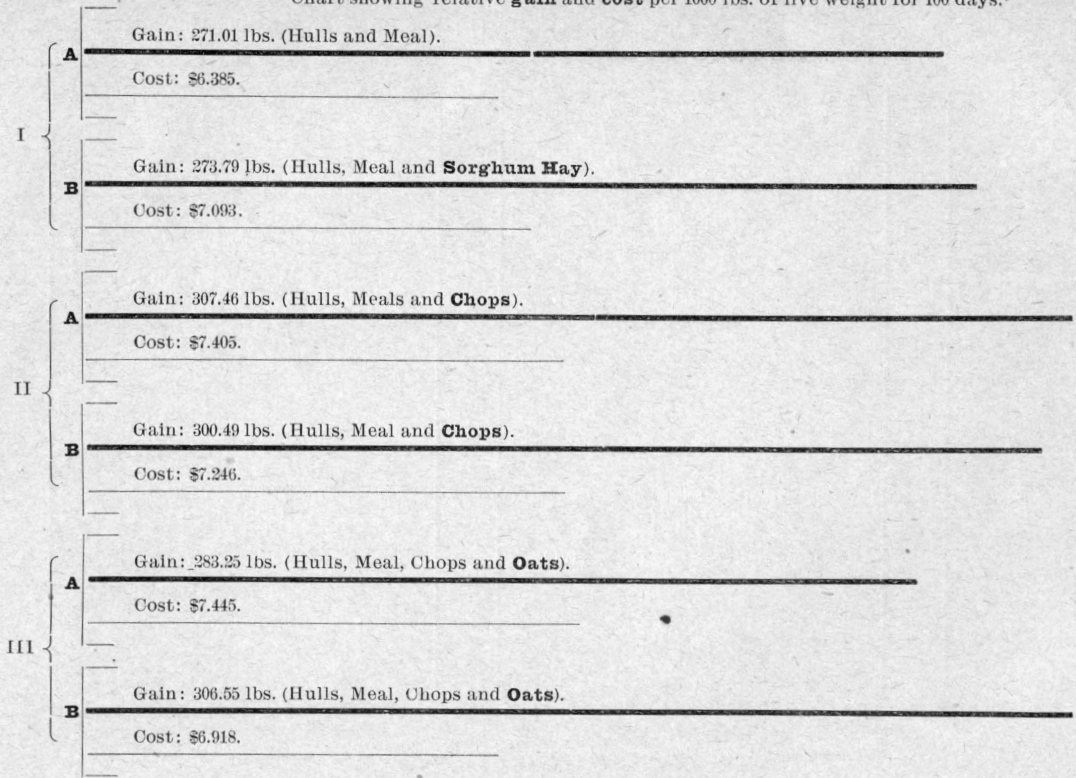 Chart showing relative gain and cost per 1000 lbs. of live weight for 100 days.
I
A
Gain: 271.01 lbs. (Hulls and Meal).
Cost: $6.385.
B
Gain: 273.79 lbs. (Hulls, Meal and Sorghum Hay).
Cost: $7.093.
II
A
Gain: 307.46 lbs. (Hulls, Meals and Chops).
Cost: $7.405.
B
Gain: 300.49 lbs. (Hulls, Meal and Chops).
Cost: $7.246.
III
A
Gain: 283.25 lbs. (Hulls, Meal, Chops and Oats).
Cost: $7.445.
B
Gain: 306.55 lbs. (Hulls, Meal, Chops and Oats).
Cost: $6.918.